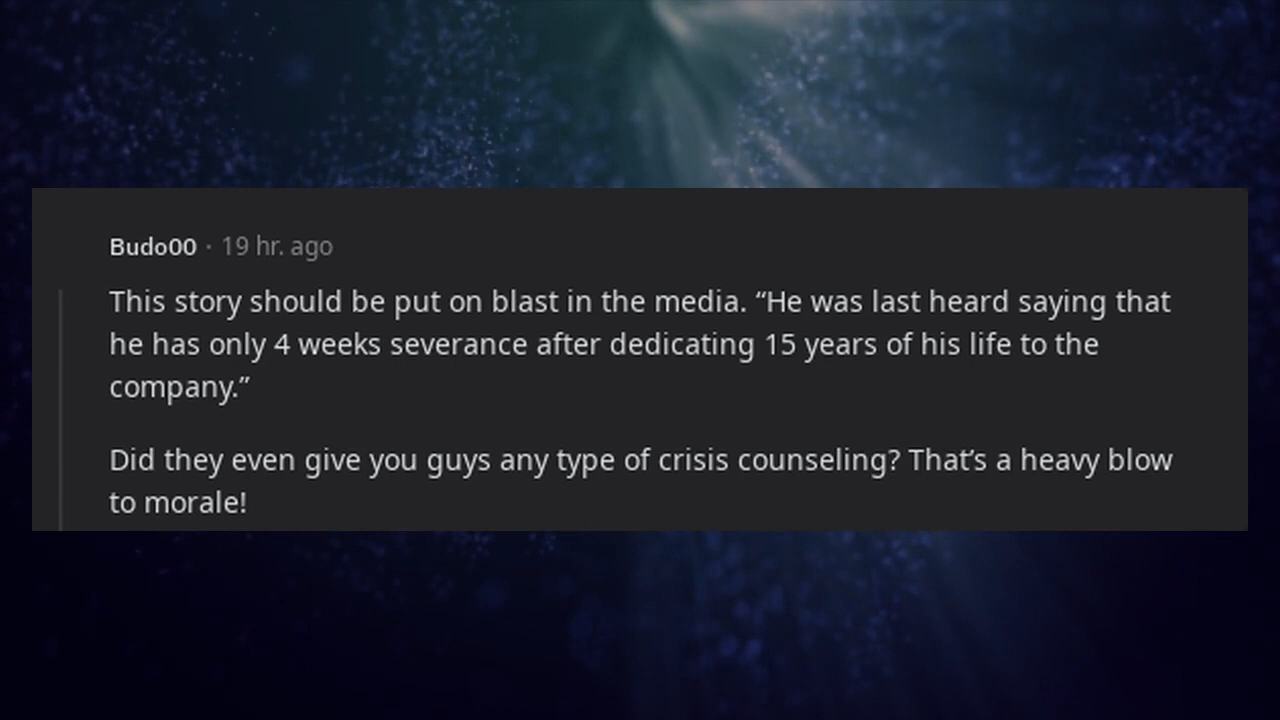 Budo00 · 19 hr. ago
This story should be put on blast in the media. “He was last heard saying that
he has only 4 weeks severance after dedicating 15 years of his life to the
company.”
Did they even give you guys any type of crisis counseling? That’s a heavy blow
to morale!